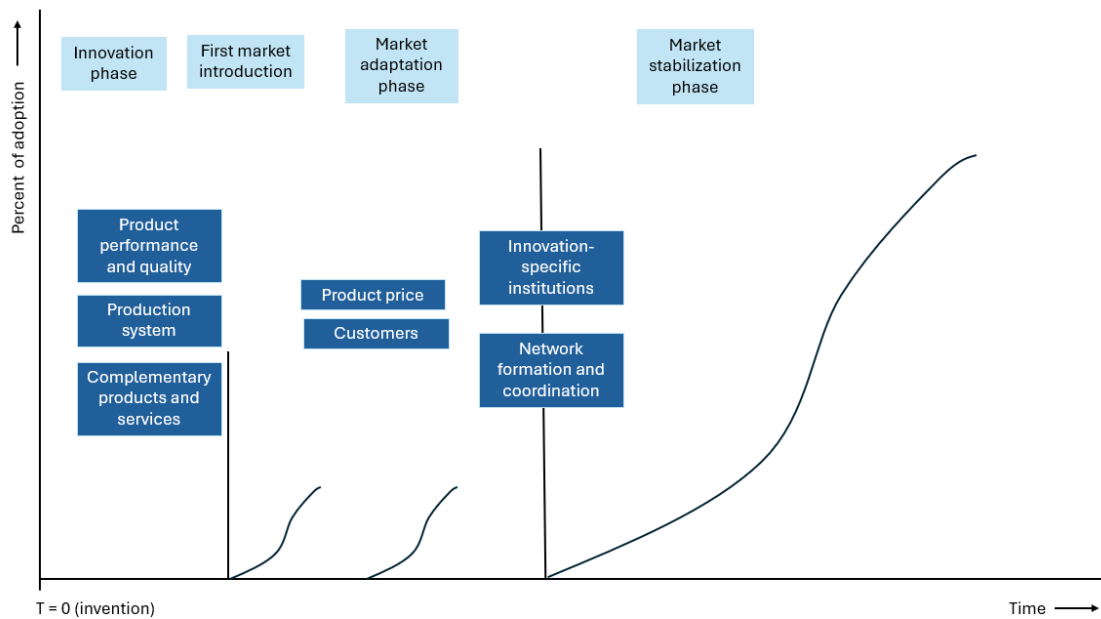 Percent of adoption
Innovation
phase
First market
introduction
Market
adaptation
phase
Market
stabilization
phase
Product
performance
and quality
Production
system
Complementary
products and
services
Product price
Customers
Innovation-
specific
institutions
Network
formation and
coordination
T = 0 (invention)
Time